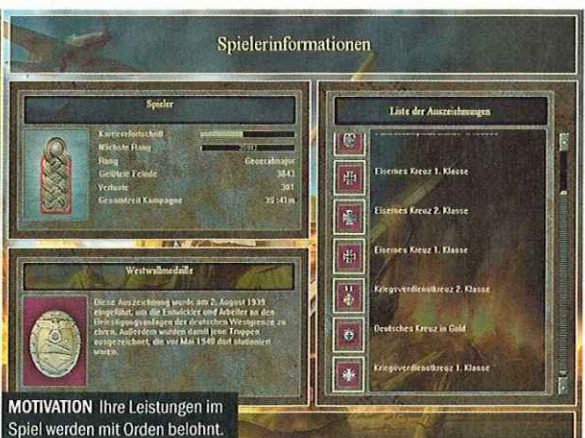 Spielerinformationen
Spieler
Karrierefortschritt
Nächste Rang
Rang Generalmajor
Getötete Feinde 3843
Verluste 381
Gesamtzeit Kampagne
Westwallmedaille
Diese Auszeichnung wurde am 2. August 1939
eingeführt, um die Entwickler und Arbeiter an den
Befestigungsanlagen der deutschen Westgrenze zu
ehren. Außerdem wurden damit jene Truppen
ausgezeichnet, die vor Mai 1940 dort stationiert
waren.
Liste der Auszeichnungen
Eisernes Kreuz 1. Klasse
Eisernes Kreuz 2. Klasse
Eisernes Kreuz 1. Klasse
Kriegsverdienstkreuz 2. Klasse
Deutsches Kreuz in Gold
Kriegsverdienstkreuz 1. Klasse
MOTIVATION Ihre Leistungen im
Spiel werden mit Orden belohnt.